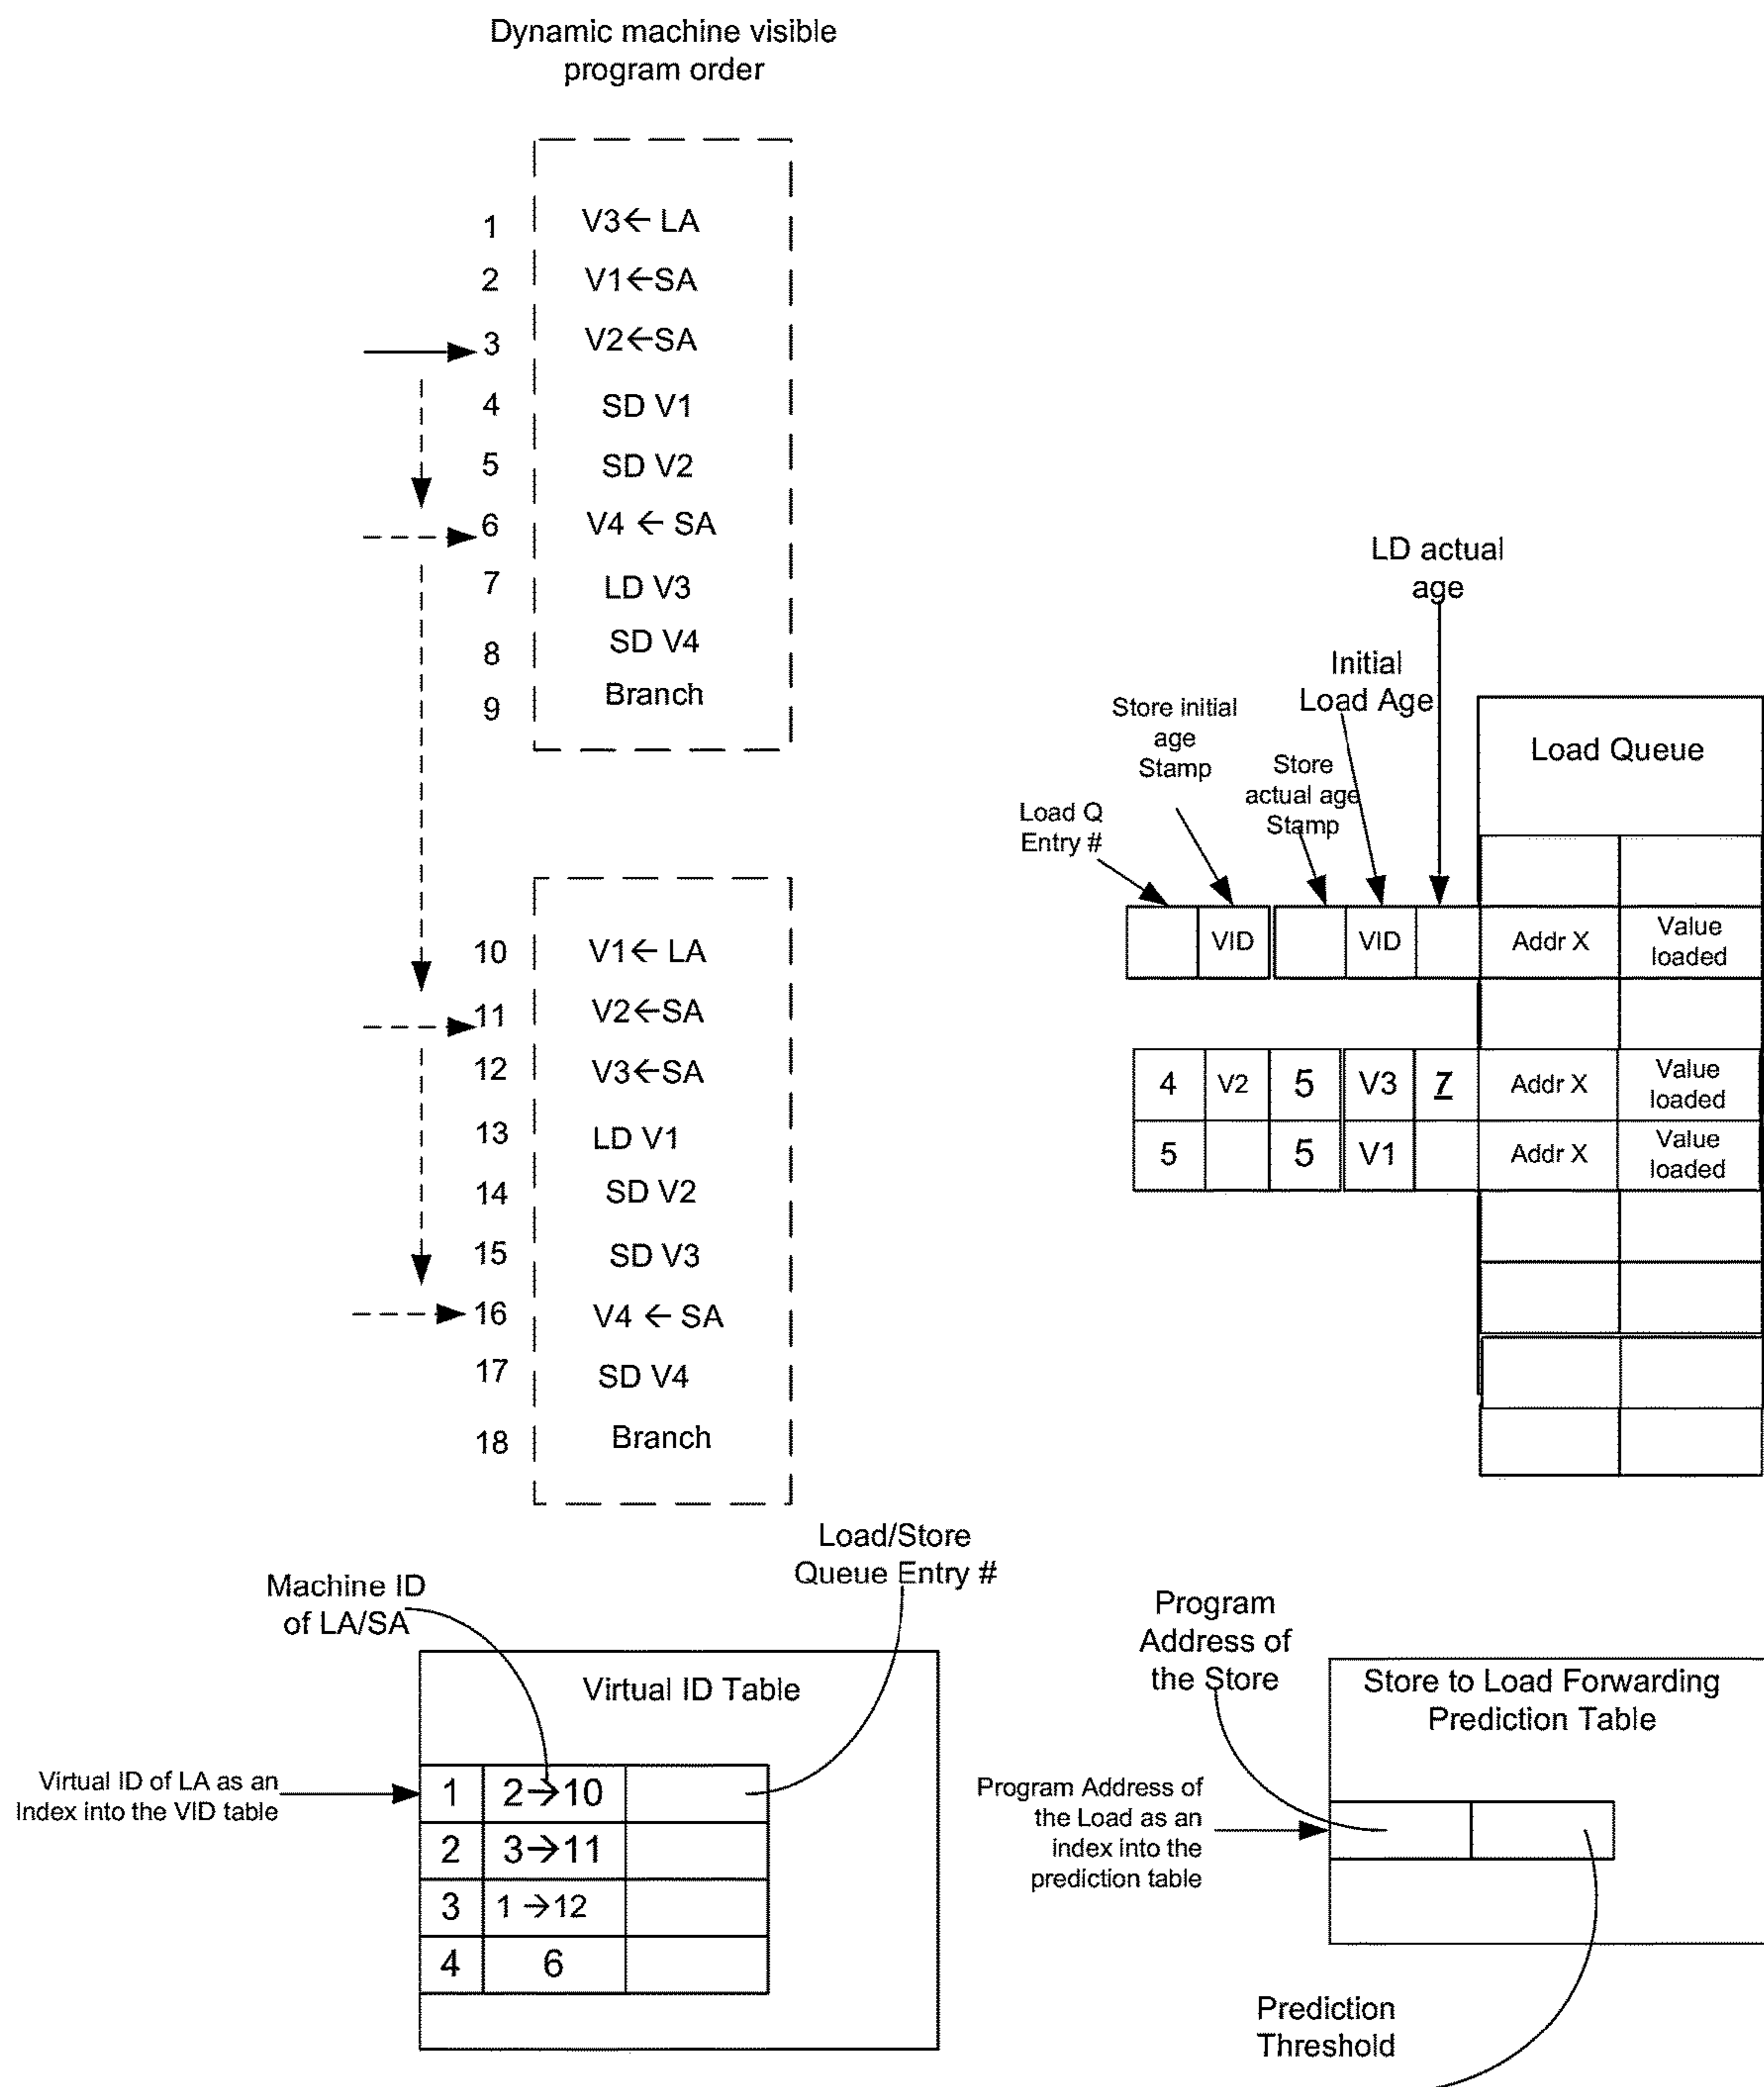 Dynamic machine visible
program order
1 V3← LA
2 V1←SA
3 V2←SA
4 SD V1
5 SD V2
6 V4 ← SA
7 LD V3
8 SD V4
9 Branch
10 V1← LA
11 V2←SA
12 V3←SA
13 LD V1
14 SD V2
15 SD V3
16 V4 ← SA
17 SD V4
18 Branch
LD actual
age
Initial
Load Age
Store initial
age
Stamp
Store
actual age
Stamp
Load Q
Entry #
Load Queue
VID VID Addr X Value
loaded
4 V2 5 V3 7 Addr X Value
loaded
5 5 V1 Addr X Value
loaded
Load/Store
Queue Entry #
Machine ID
of LA/SA
Virtual ID Table
Virtual ID of LA as an
Index into the VID table
1 2→10
2 3→11
3 1 →12
4 6
Program
Address of
the Store
Store to Load Forwarding
Prediction Table
Program Address of
the Load as an
index into the
prediction table
Prediction
Threshold